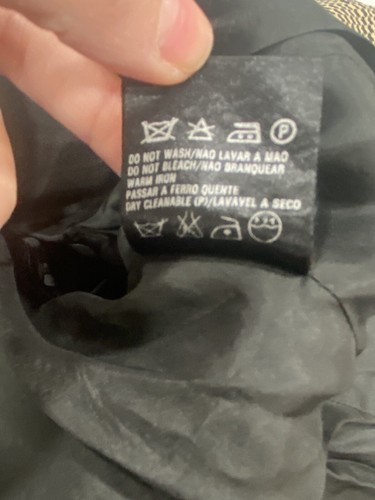 P
DO NOT WASH/NAO LAVAR A MAO
DO NOT BLEACH/NAO BRANQUEAR
WARM IRON
PASSAR A FERRO QUENTE
DRY CLEANABLE (P)/LAVAVEL A SECO